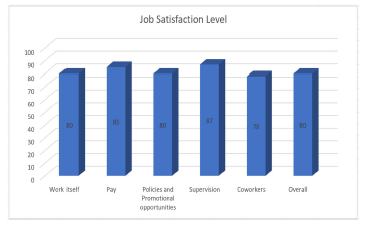 Job Satisfaction Level
100
90
80
70
60
50
40
30
20
10
0
80
85
80
87
78
80
Work itself
Pay
Policies and
Promotional
opportunities
Supervision
Coworkers
Overall